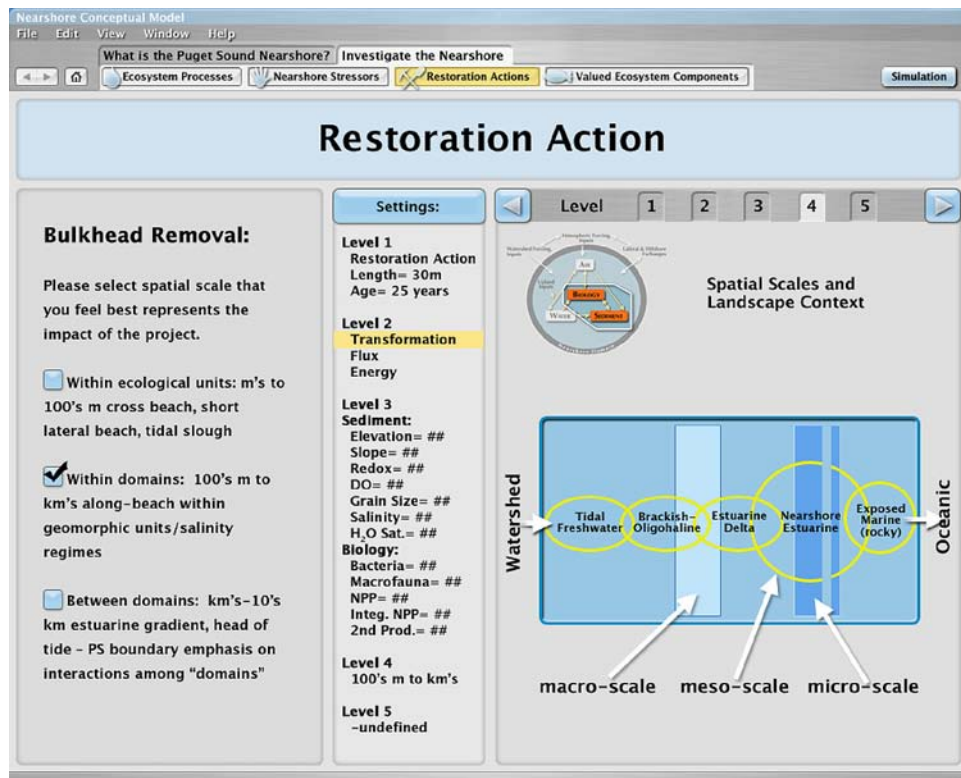 Nearshore Conceptual Model
File Edit View Window Help
What is the Puget Sound Nearshore? Investigate the Nearshore
Ecosystem Processes Nearshore Stressors Restoration Actions Valued Ecosystem Components Simulation
Restoration Action
Bulkhead Removal:
Please select spatial scale that
you feel best represents the
impact of the project.
Within ecological units: m's to
100's m cross beach, short
lateral beach, tidal slough
Within domains: 100's m to
km's along-beach within
geomorphic units/salinity
regimes
Between domains: km's-10's
km estuarine gradient, head of
tide - PS boundary emphasis on
interactions among "domains"
Settings:
Level 1
Restoration Action
Length= 30m
Age= 25 years
Level 2
Transformation
Flux
Energy
Level 3
Sediment:
Elevation= ##
Slope= ##
Redox= ##
DO= ##
Grain Size= ##
Salinity= ##
H₂O Sat.= ##
Biology:
Bacteria= ##
Macrofauna= ##
NPP= ##
Integ. NPP= ##
2nd Prod.= ##
Level 4
100's m to km's
Level 5
-undefined
Level 1 2 3 4 5
Air
Biology
Water
Sediment
Spatial Scales and
Landscape Context
Watershed
Tidal
Freshwater
Brackish-
Oligohaline
Estuarine
Delta
Nearshore
Estuarine
Exposed
Marine
(rocky)
Oceanic
macro-scale meso-scale micro-scale